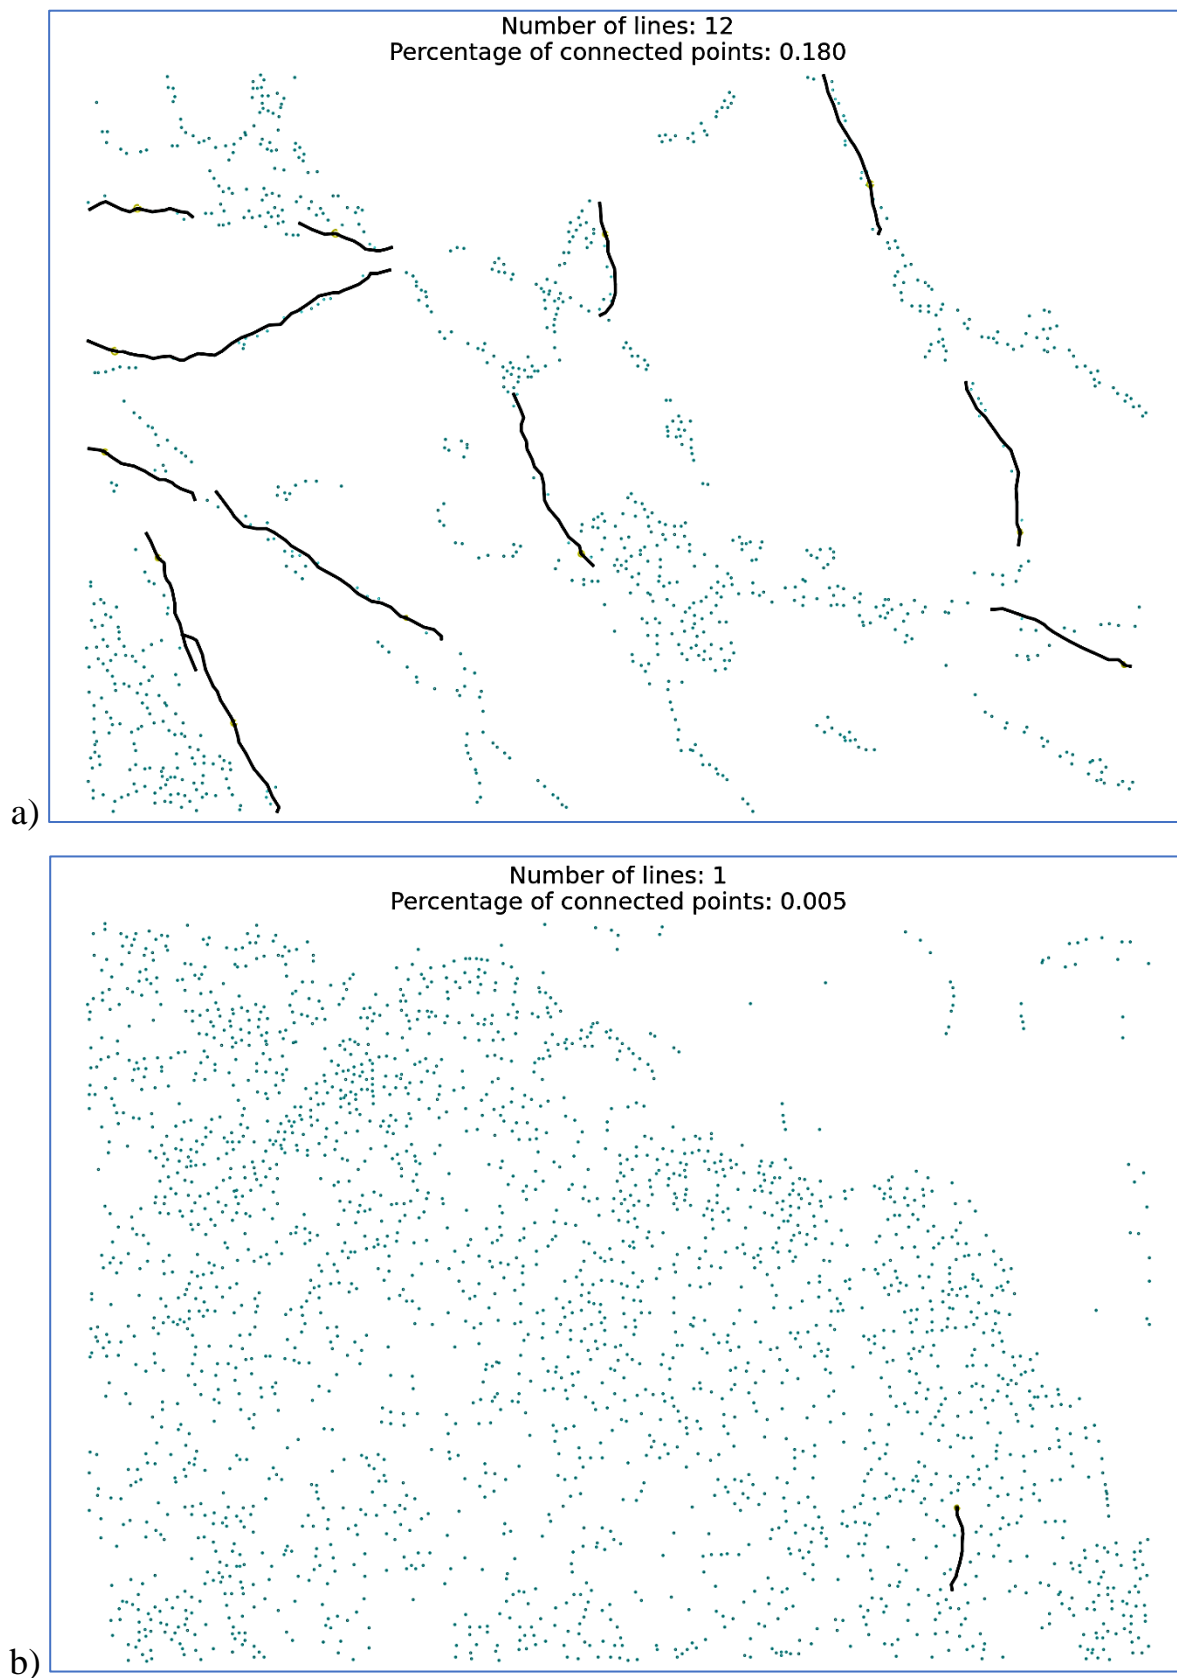 Number of lines: 12
Percentage of connected points: 0.180
a)
Number of lines: 1
Percentage of connected points: 0.005
b)